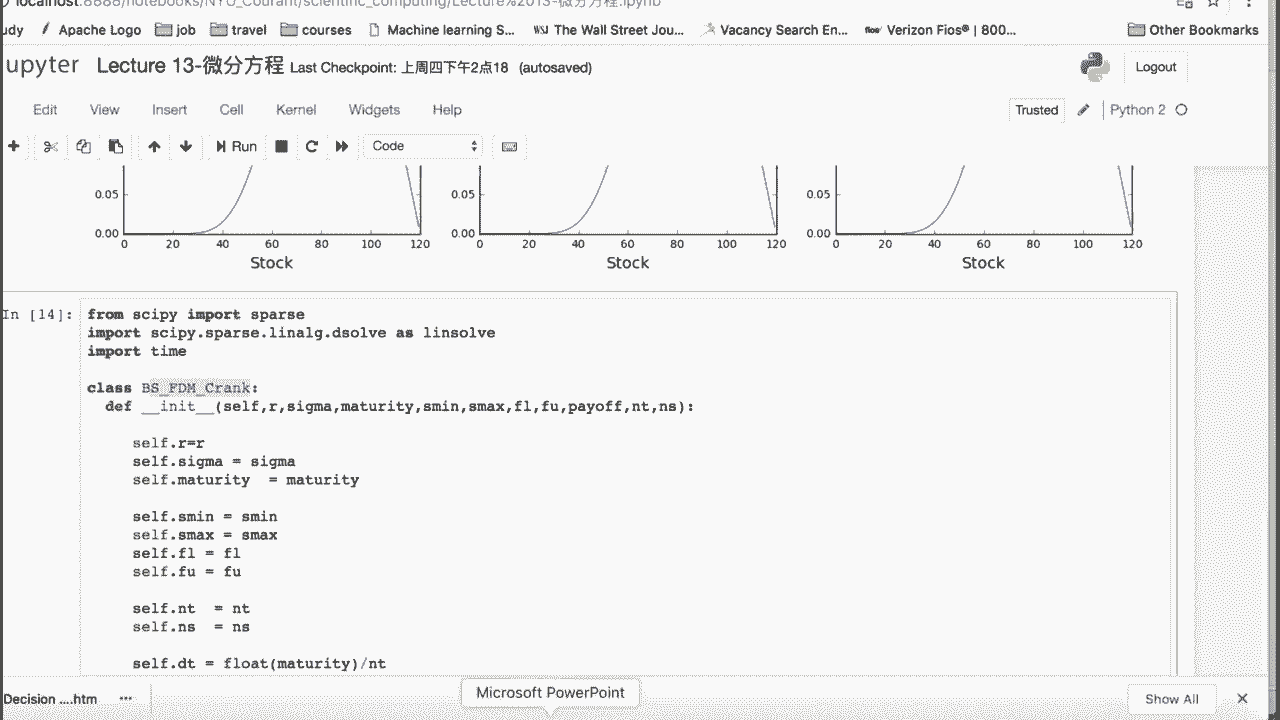 localhost:8888/notebooks/NYU_Courant/scientific_computing/Lecture%2013-微分方程.ipynb
udy Apache Logo job travel courses Machine learning S... WSJ The Wall Street Jou... Vacancy Search En... Verizon Fios® | 800... Other Bookmarks
upyter Lecture 13-微分方程 Last Checkpoint: 上周四下午2点18 (autosaved) Logout
Edit View Insert Cell Kernel Widgets Help Trusted Python 2
Run Code
0.05 0.05 0.05
0.00 0.00 0.00
0 20 40 60 80 100 120 0 20 40 60 80 100 120 0 20 40 60 80 100 120
Stock Stock Stock
In [14]: from scipy import sparse
import scipy.sparse.linalg.dsolve as linsolve
import time
class BS_FDM_Crank:
def __init__(self,r,sigma,maturity,smin,smax,fl,fu,payoff,nt,ns):
self.r=r
self.sigma = sigma
self.maturity  = maturity
self.smin = smin
self.smax = smax
self.fl = fl
self.fu = fu
self.nt  = nt
self.ns  = ns
self.dt = float(maturity)/nt
Decision ....htm Microsoft PowerPoint Show All